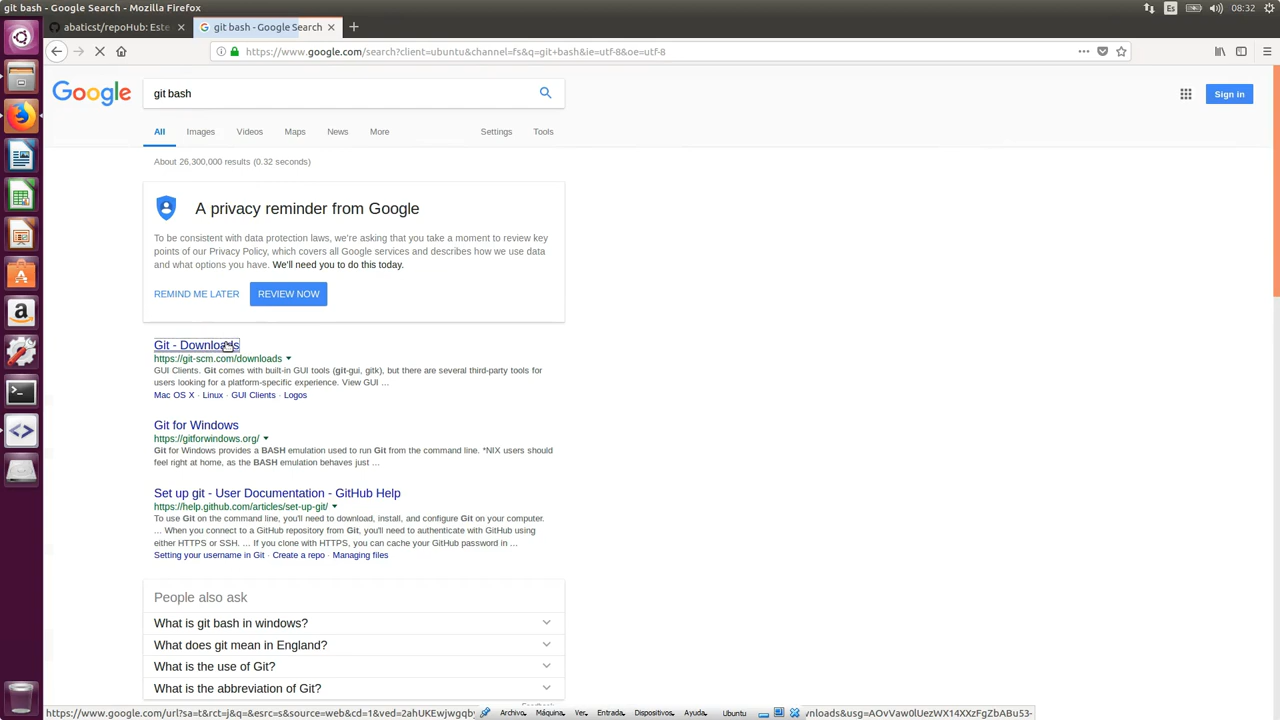 git bash - Google Search - Mozilla Firefox
Es
08:32
abaticst/repoHub: Este
git bash - Google Search
https://www.google.com/search?client=ubuntu&channel=fs&q=git+bash&ie=utf-8&oe=utf-8
Google
git bash
Sign in
All
Images
Videos
Maps
News
More
Settings
Tools
About 26,300,000 results (0.32 seconds)
A privacy reminder from Google
To be consistent with data protection laws, we're asking that you take a moment to review key
points of our Privacy Policy, which covers all Google services and describes how we use data
and what options you have. We'll need you to do this today.
REMIND ME LATER
REVIEW NOW
Git - Downloads
https://git-scm.com/downloads
GUI Clients. Git comes with built-in GUI tools (git-gui, gitk), but there are several third-party tools for
users looking for a platform-specific experience. View GUI ...
Mac OS X · Linux · GUI Clients · Logos
Git for Windows
https://gitforwindows.org/
Git for Windows provides a BASH emulation used to run Git from the command line. *NIX users should
feel right at home, as the BASH emulation behaves just ...
Set up git - User Documentation - GitHub Help
https://help.github.com/articles/set-up-git/
To use Git on the command line, you'll need to download, install, and configure Git on your computer.
... When you connect to a GitHub repository from Git, you'll need to authenticate with GitHub using
either HTTPS or SSH. ... If you clone with HTTPS, you can cache your GitHub password in ...
Setting your username in Git · Create a repo · Managing files
People also ask
What is git bash in windows?
What does git mean in England?
What is the use of Git?
What is the abbreviation of Git?
https://www.google.com/url?sa=t&rct=j&q=&esrc=s&source=web&cd=1&ved=2ahUKEwjwgqb
Archivo
Máquina
Ver
Entrada
Dispositivos
Ayuda
Ubuntu